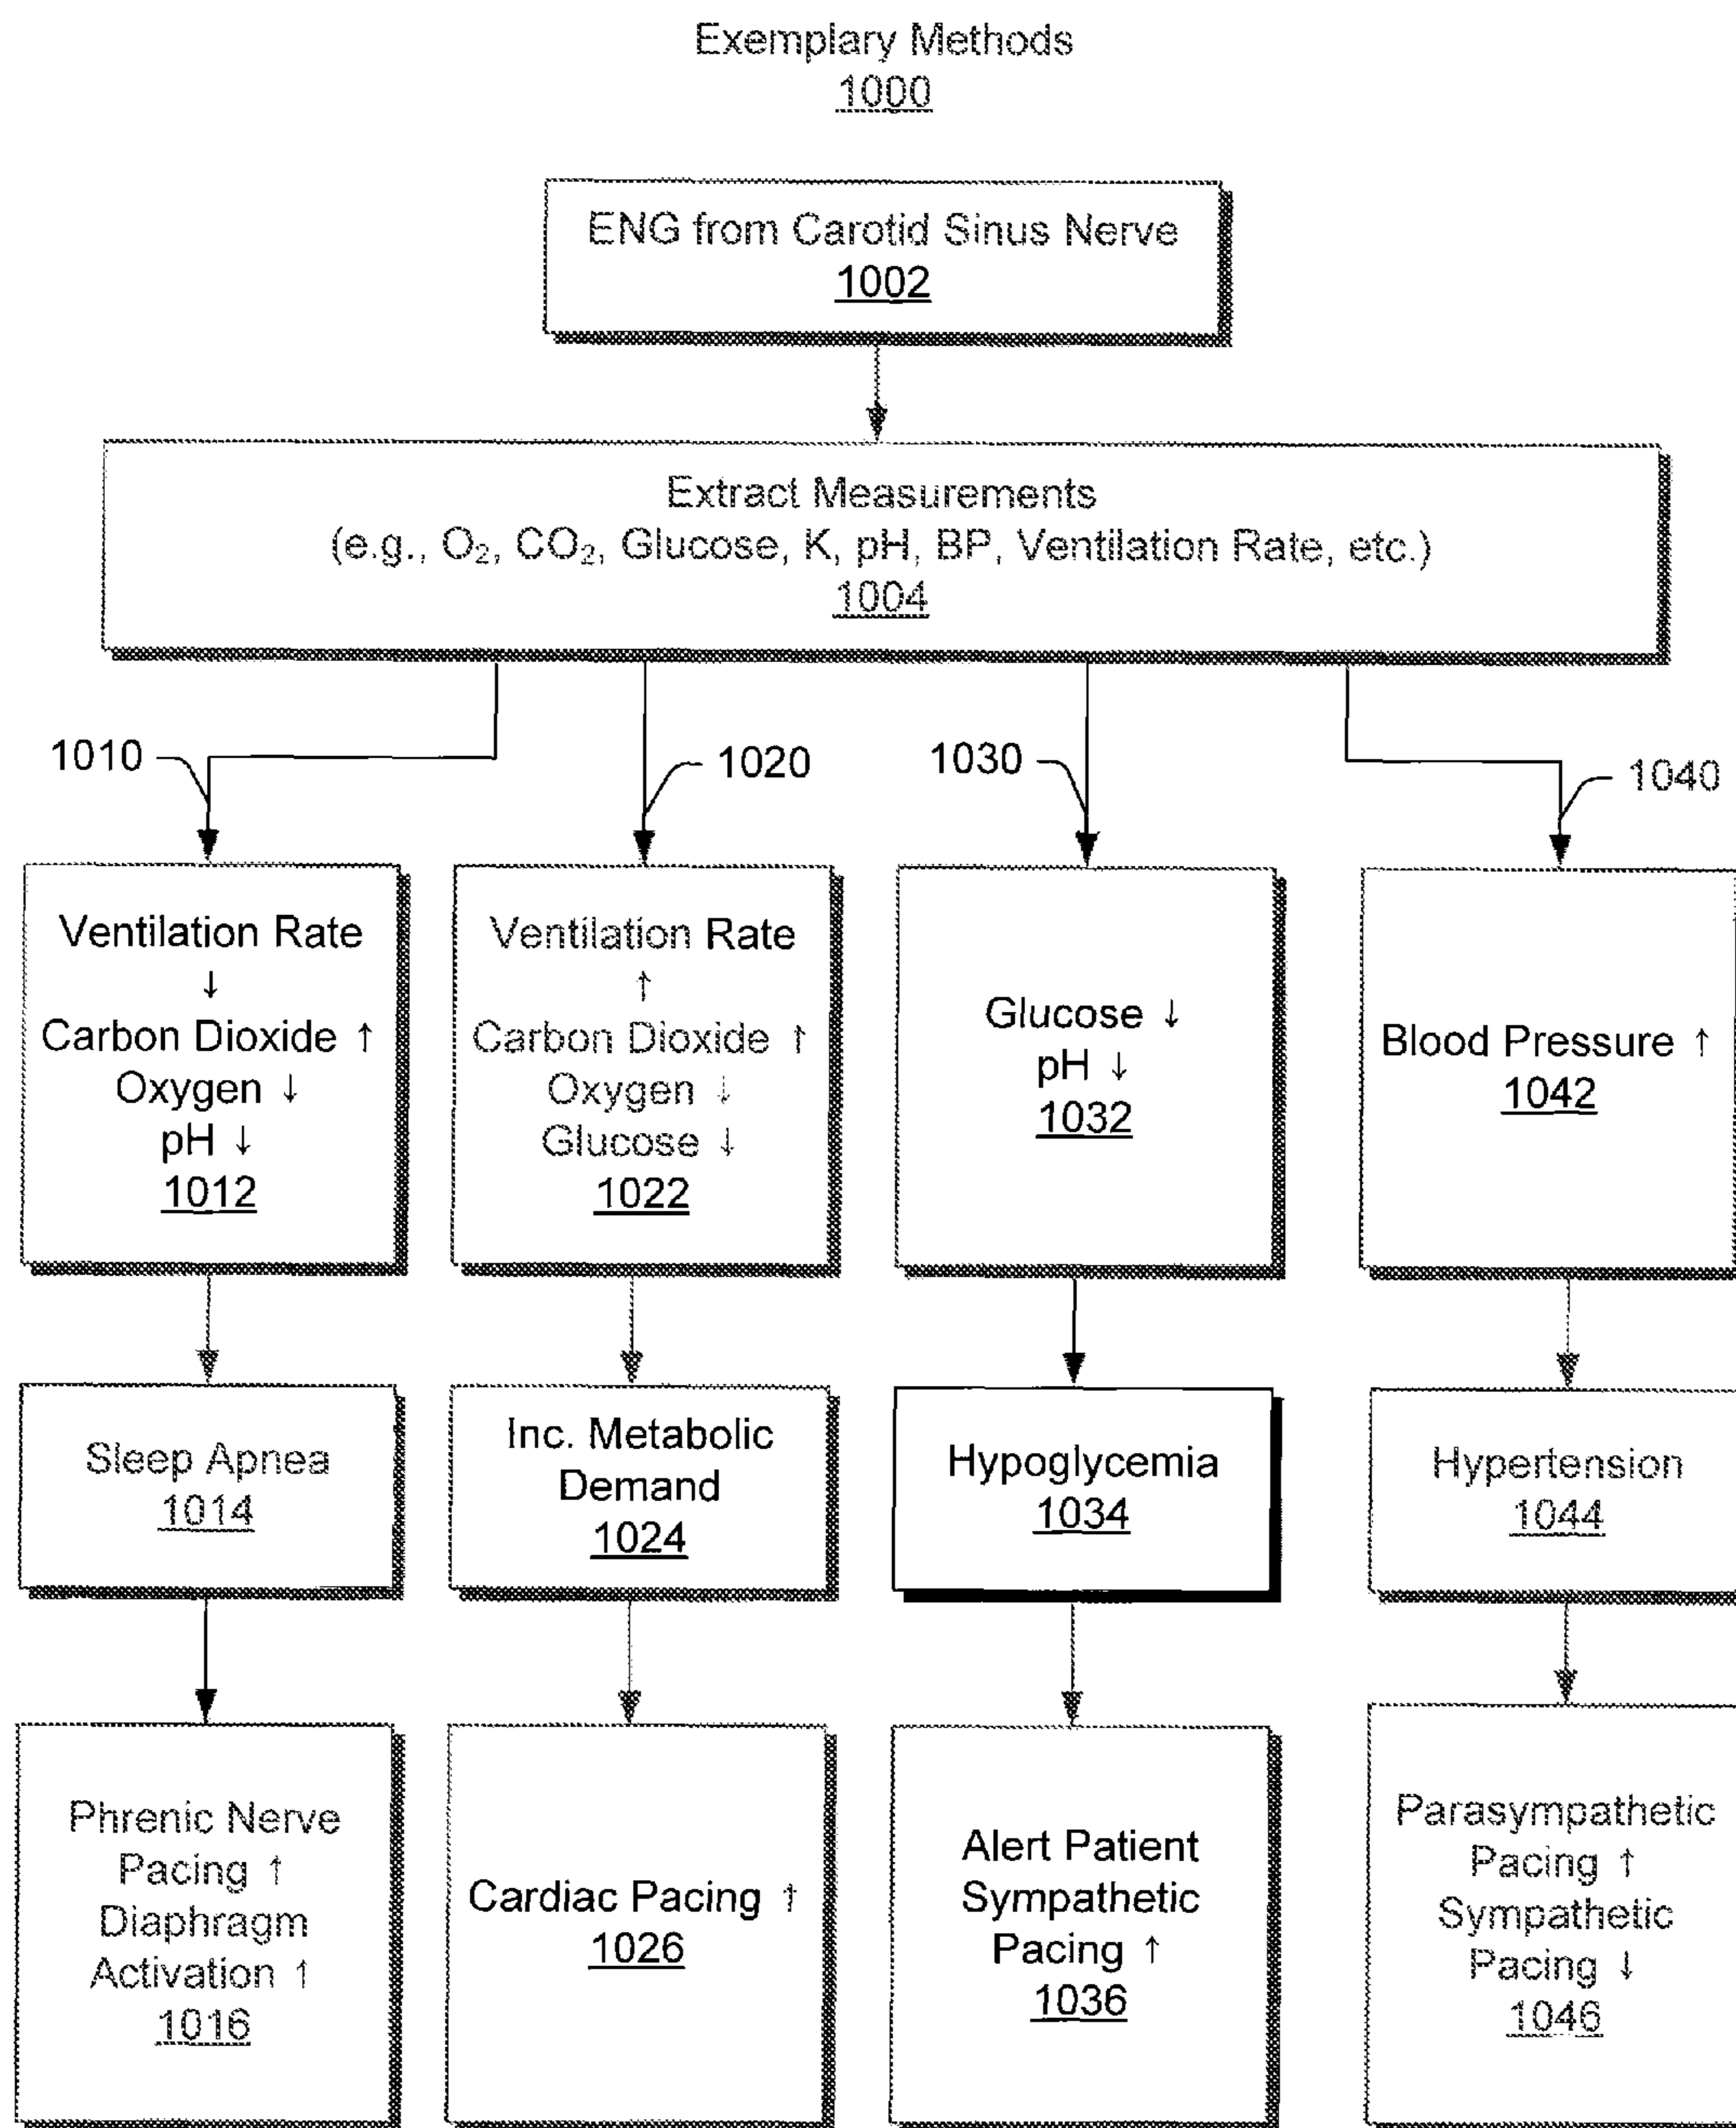 Exemplary Methods
1000
ENG from Carotid Sinus Nerve
1002
Extract Measurements
(e.g., O₂, CO₂, Glucose, K, pH, BP, Ventilation Rate, etc.)
1004
1010
1020
1030
1040
Ventilation Rate
↓
Carbon Dioxide ↑
Oxygen ↓
pH ↓
1012
Ventilation Rate
↑
Carbon Dioxide ↑
Oxygen ↓
Glucose ↓
1022
Glucose ↓
pH ↓
1032
Blood Pressure ↑
1042
Sleep Apnea
1014
Inc. Metabolic
Demand
1024
Hypoglycemia
1034
Hypertension
1044
Phrenic Nerve
Pacing ↑
Diaphragm
Activation ↑
1016
Cardiac Pacing ↑
1026
Alert Patient
Sympathetic
Pacing ↑
1036
Parasympathetic
Pacing ↑
Sympathetic
Pacing ↓
1046